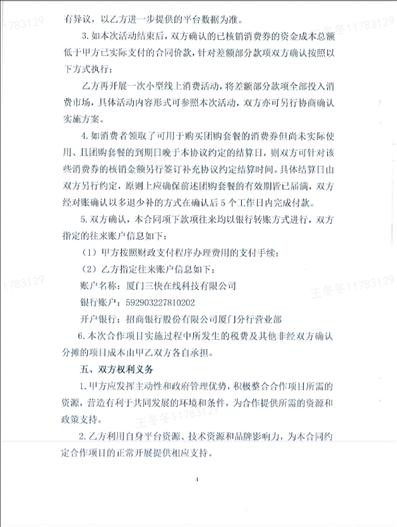 有异议，以乙方进一步提供的平台数据为准。
3.如本次活动结束后，双方确认的已核销消费券的资金成本总额
低于甲方已实际支付的合同价款，针对差额部分款项双方确认按照以
下方式执行：
乙方再开展一次小型线上消费活动，将差额部分款项全部投入消
费市场，具体活动内容形式可参照本次活动，双方亦可另行协商确认
实施方案。
4.如消费者领取了可用于购买团购套餐的消费券但尚未实际使
用、且团购套餐的到期日晚于本协议约定的结算日，则双方可针对该
些消费券的核销金额另行签订补充协议约定结算时间。具体结算日由
双方另行约定，原则上应确保前述团购套餐的有效期皆已届满，双方
经对账确认以多退少补的方式在确认后 5 个工作日内完成付款。
5.双方确认，本合同项下款项往来均以银行转账方式进行，双方
指定的往来账户信息如下：
（1）甲方按照财政支付程序办理费用的支付手续；
（2）乙方指定往来账户信息如下：
账户名称：厦门三快在线科技有限公司
银行账户：592903227810202
开户银行：招商银行股份有限公司厦门分行营业部
6.本次合作项目实施过程中所发生的税费及其他非经双方确认
分摊的项目成本由甲乙双方各自承担。
五、双方权利义务
1.甲方应发挥主动性和政府管理优势，积极整合合作项目所需的
资源，营造有利于共同发展的环境和条件，为合作提供所需的资源和
政策支持。
2.乙方利用自身平台资源、技术资源和品牌影响力，为本合同约
定合作项目的正常开展提供相应支持。
4